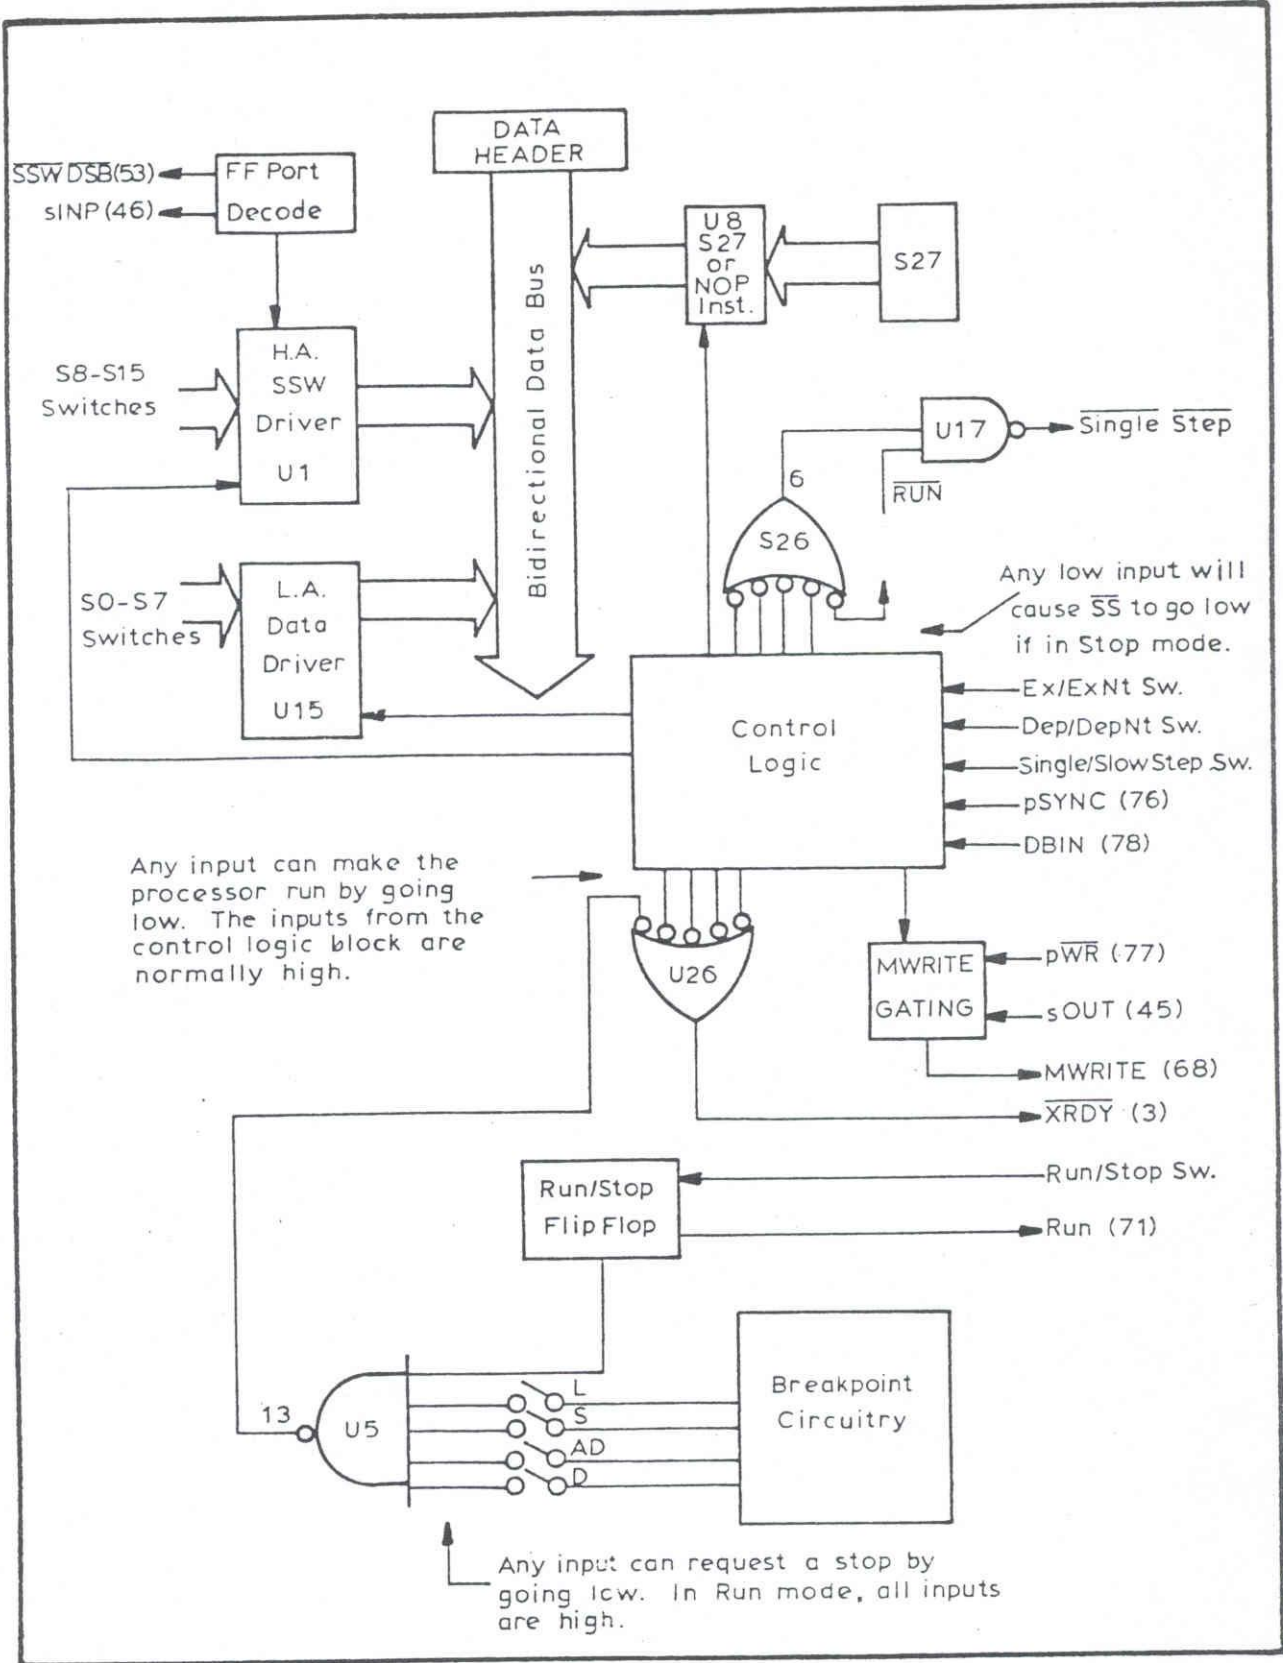 DATA
HEADER
SSW DSB(53)
sINP (46)
FF Port
Decode
U8
S27
or
NOP
Inst.
S27
Bidirectional Data Bus
H.A.
SSW
Driver
U1
S8-S15
Switches
U17
Single Step
6
RUN
S26
L.A.
Data
Driver
U15
S0-S7
Switches
Any low input will
cause SS to go low
if in Stop mode.
Control
Logic
Ex/ExNt Sw.
Dep/DepNt Sw.
Single/Slow Step Sw.
pSYNC (76)
DBIN (78)
Any input can make the
processor run by going
low. The inputs from the
control logic block are
normally high.
U26
MWRITE
GATING
pWR (77)
sOUT (45)
MWRITE (68)
XRDY (3)
Run/Stop
Flip Flop
Run/Stop Sw.
Run (71)
13
U5
L
S
AD
D
Breakpoint
Circuitry
Any input can request a stop by
going lcw. In Run mode, all inputs
are high.